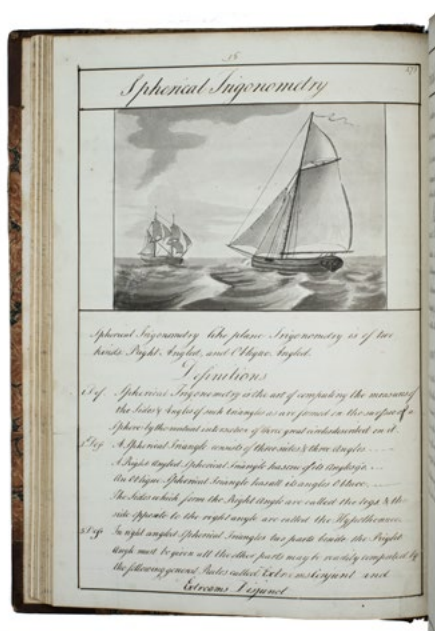 Spherical Trigonometry
Spherical Trigonometry like plane Trigonometry is of two
kinds Right Angled, and Oblique Angled.
Definitions
1 Def. Spherical Trigonometry is the art of computing the measures of
the Sides & Angles of such triangles as are formed on the surface of a
Sphere by the mutual intersection of three great circles described on it.
2d Def A Spherical Triangle consists of three sides & three Angles
A Right Angled Spherical Triangle has one of its Angles
An Oblique Spherical Triangle has all its angles Oblique
The Sides which form the Right Angle are called the legs & the
side opposite to the right angle are called the Hypothenuse
3 Def In right angled Spherical Triangles two parts beside the Right
Angle must be given all the other parts may be readily computed by
the following general Rules called Extreems Conjunct and
Extreams Disjunct